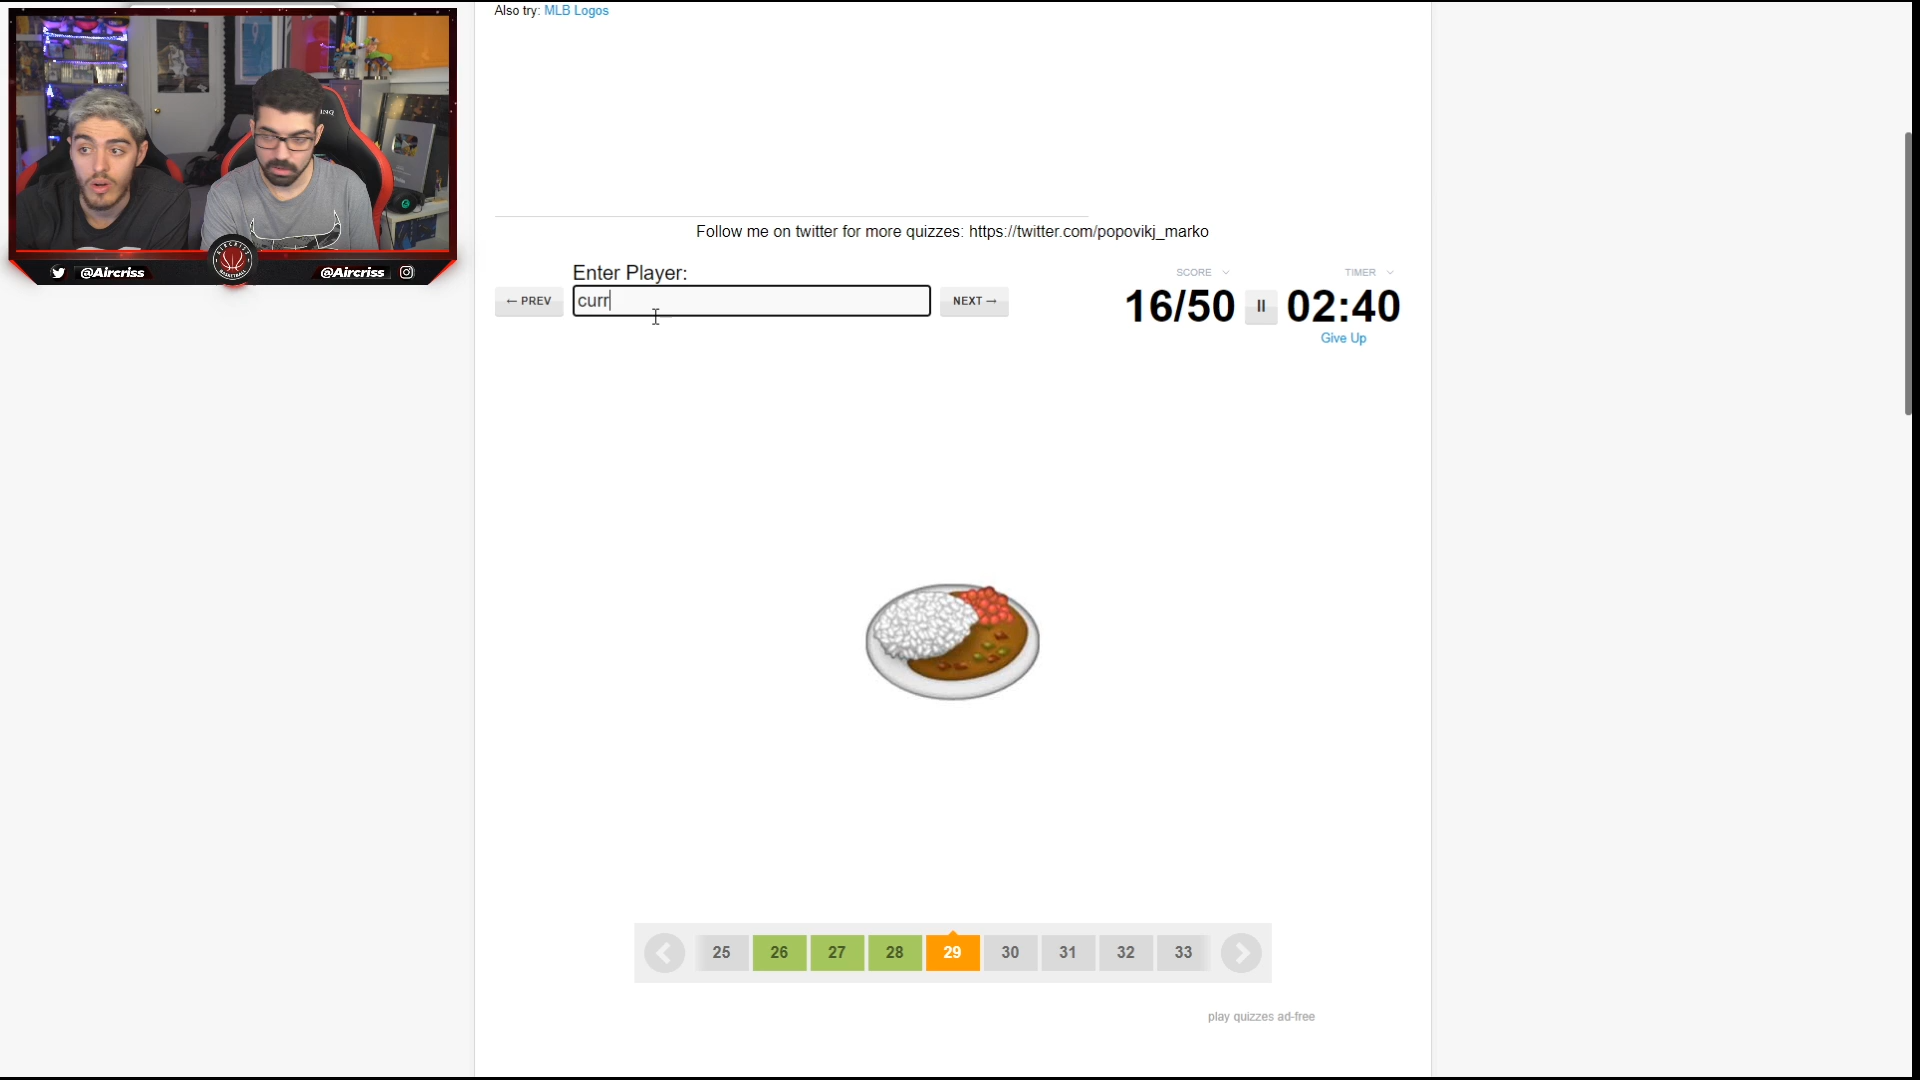 Also try: MLB Logos
@Aircriss
AIRCRISS
@Aircriss
Follow me on twitter for more quizzes: https://twitter.com/popovikj_marko
Enter Player:
← PREV
curr
NEXT →
SCORE
16/50
TIMER
02:40
Give Up
25 26 27 28 29 30 31 32 33
play quizzes ad-free